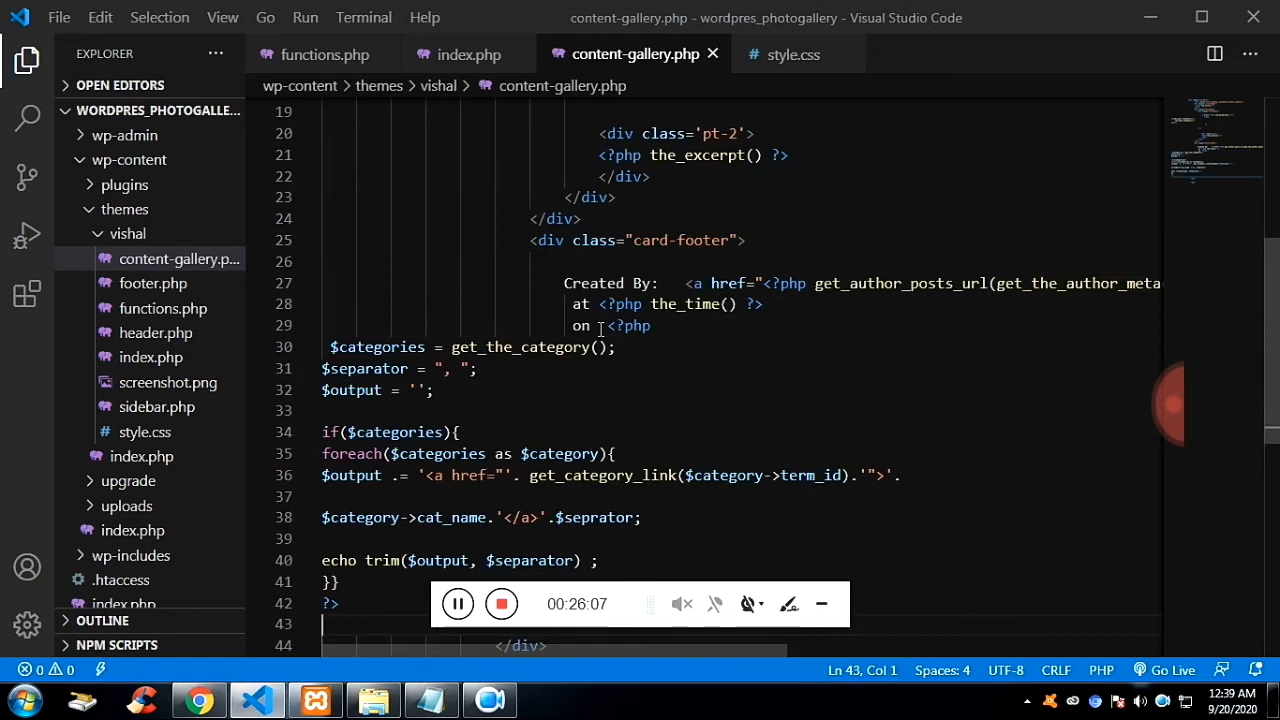 File Edit Selection View Go Run Terminal Help content-gallery.php - wordpres_photogallery - Visual Studio Code
EXPLORER ··· functions.php index.php content-gallery.php style.css ···
OPEN EDITORS wp-content > themes > vishal > content-gallery.php
WORDPRES_PHOTOGALLE...
wp-admin
wp-content
plugins
themes
vishal
content-gallery.p...
footer.php
functions.php
header.php
index.php
screenshot.png
sidebar.php
style.css
index.php
upgrade
uploads
index.php
wp-includes
.htaccess
index.php
OUTLINE
NPM SCRIPTS
19
20 <div class='pt-2'>
21 <?php the_excerpt() ?>
22 </div>
23 </div>
24 </div>
25 <div class="card-footer">
26
27 Created By: <a href="<?php get_author_posts_url(get_the_author_meta
28 at <?php the_time() ?>
29 on <?php
30 $categories = get_the_category();
31 $separator = ", ";
32 $output = '';
33
34 if($categories){
35 foreach($categories as $category){
36 $output .= '<a href="'. get_category_link($category->term_id).'">'.
37
38 $category->cat_name.'</a>'.$seprator;
39
40 echo trim($output, $separator) ;
41 }}
42 ?>
43
44 </div>
00:26:07
0 0 Ln 43, Col 1 Spaces: 4 UTF-8 CRLF PHP Go Live
12:39 AM
9/20/2020